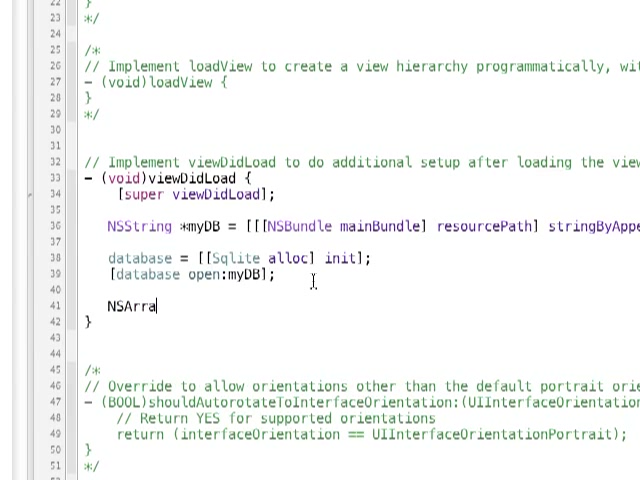 22 }
23 */
24
25 /*
26 // Implement loadView to create a view hierarchy programmatically, wit
27 - (void)loadView {
28 }
29 */
30
31
32 // Implement viewDidLoad to do additional setup after loading the view
33 - (void)viewDidLoad {
34 [super viewDidLoad];
35
36 NSString *myDB = [[[NSBundle mainBundle] resourcePath] stringByAppe
37
38 database = [[Sqlite alloc] init];
39 [database open:myDB];
40
41 NSArra
42 }
43
44
45 /*
46 // Override to allow orientations other than the default portrait orie
47 - (BOOL)shouldAutorotateToInterfaceOrientation:(UIInterfaceOrientation
48 // Return YES for supported orientations
49 return (interfaceOrientation == UIInterfaceOrientationPortrait);
50 }
51 */